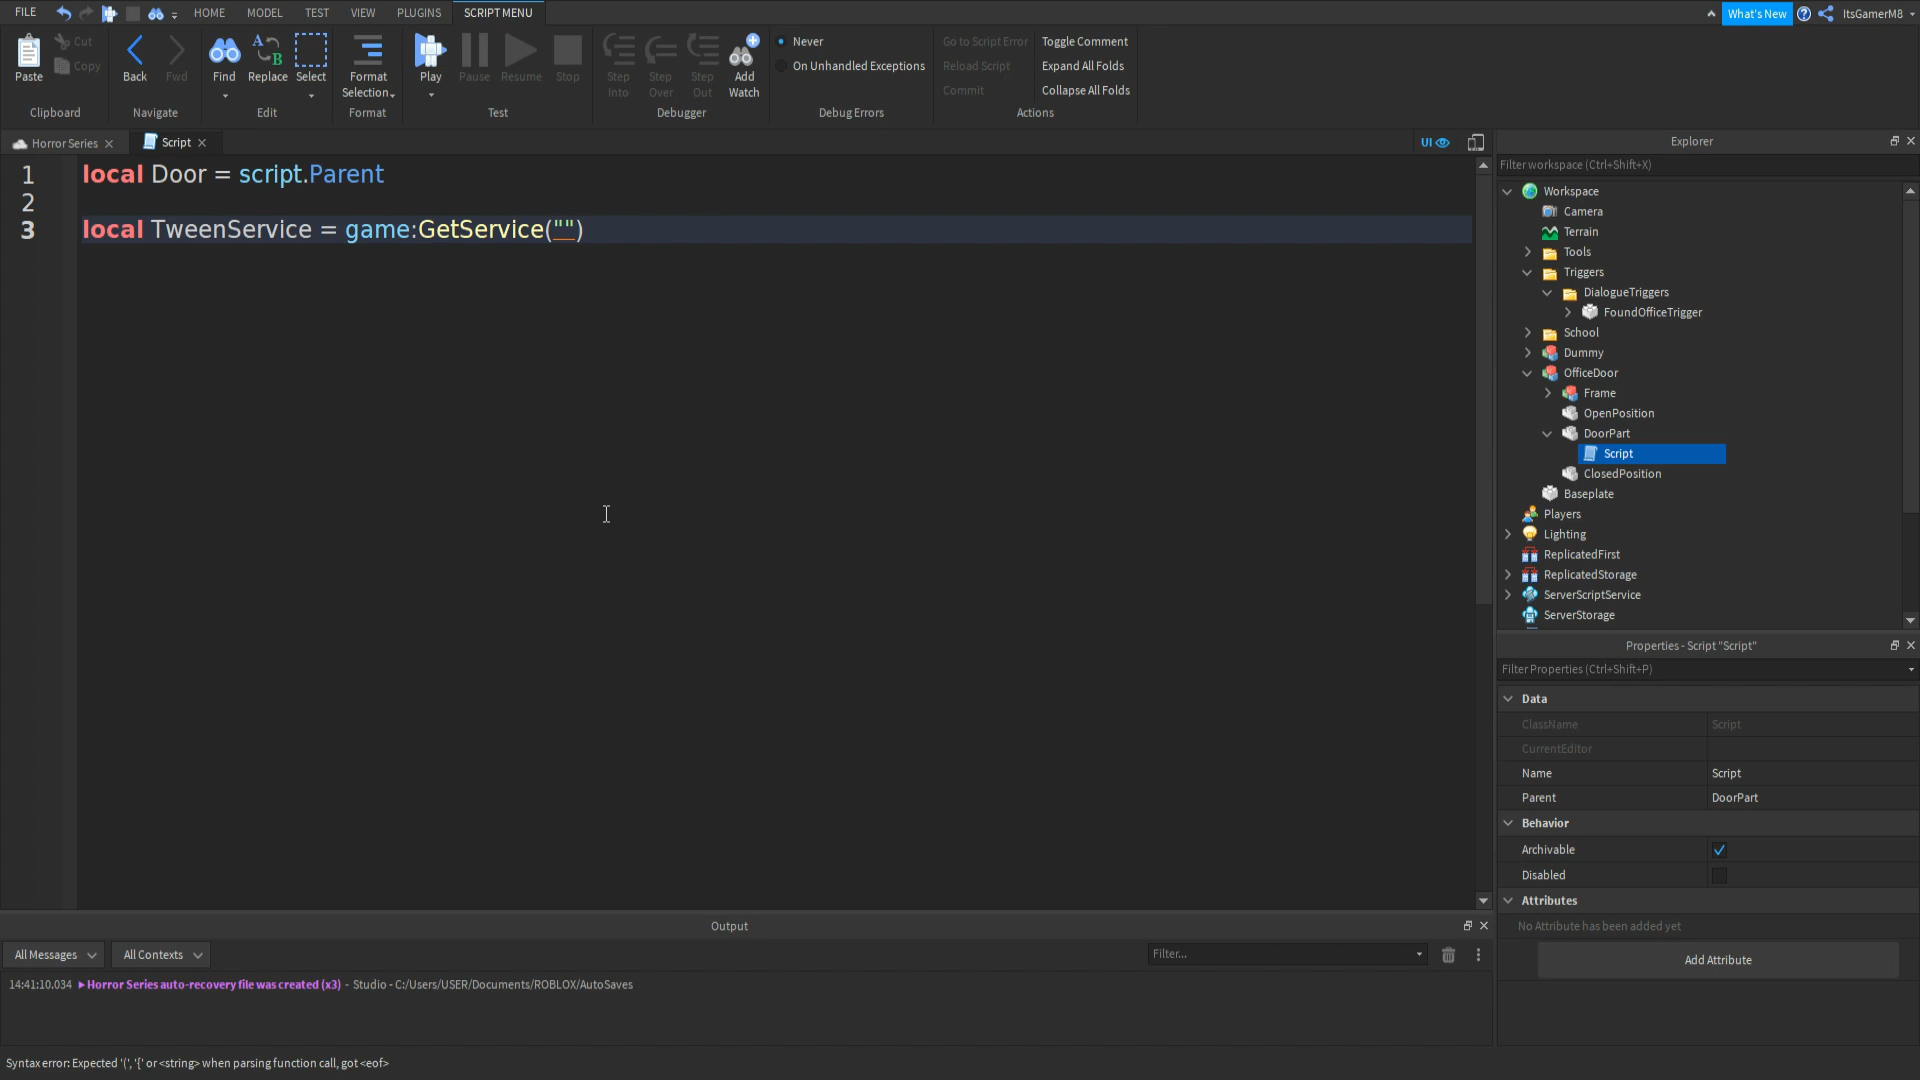 FILE HOME MODEL TEST VIEW PLUGINS SCRIPT MENU What's New ItsGamerM8
Paste Cut Copy Back Fwd Find Replace Select Format Selection Play Pause Resume Stop Step Into Step Over Step Out Add Watch
Never
On Unhandled Exceptions
Go to Script Error Toggle Comment
Reload Script Expand All Folds
Commit Collapse All Folds
Clipboard Navigate Edit Format Test Debugger Debug Errors Actions
Horror Series Script UI
1 local Door = script.Parent
2
3 local TweenService = game:GetService("")
Explorer
Filter workspace (Ctrl+Shift+X)
Workspace
Camera
Terrain
Tools
Triggers
DialogueTriggers
FoundOfficeTrigger
School
Dummy
OfficeDoor
Frame
OpenPosition
DoorPart
Script
ClosedPosition
Baseplate
Players
Lighting
ReplicatedFirst
ReplicatedStorage
ServerScriptService
ServerStorage
Properties - Script "Script"
Filter Properties (Ctrl+Shift+P)
Data
ClassName Script
CurrentEditor
Name Script
Parent DoorPart
Behavior
Archivable
Disabled
Attributes
No Attribute has been added yet
Add Attribute
Output
All Messages All Contexts Filter...
14:41:10.034 Horror Series auto-recovery file was created (x3) - Studio - C:/Users/USER/Documents/ROBLOX/AutoSaves
Syntax error: Expected '(', '{' or <string> when parsing function call, got <eof>